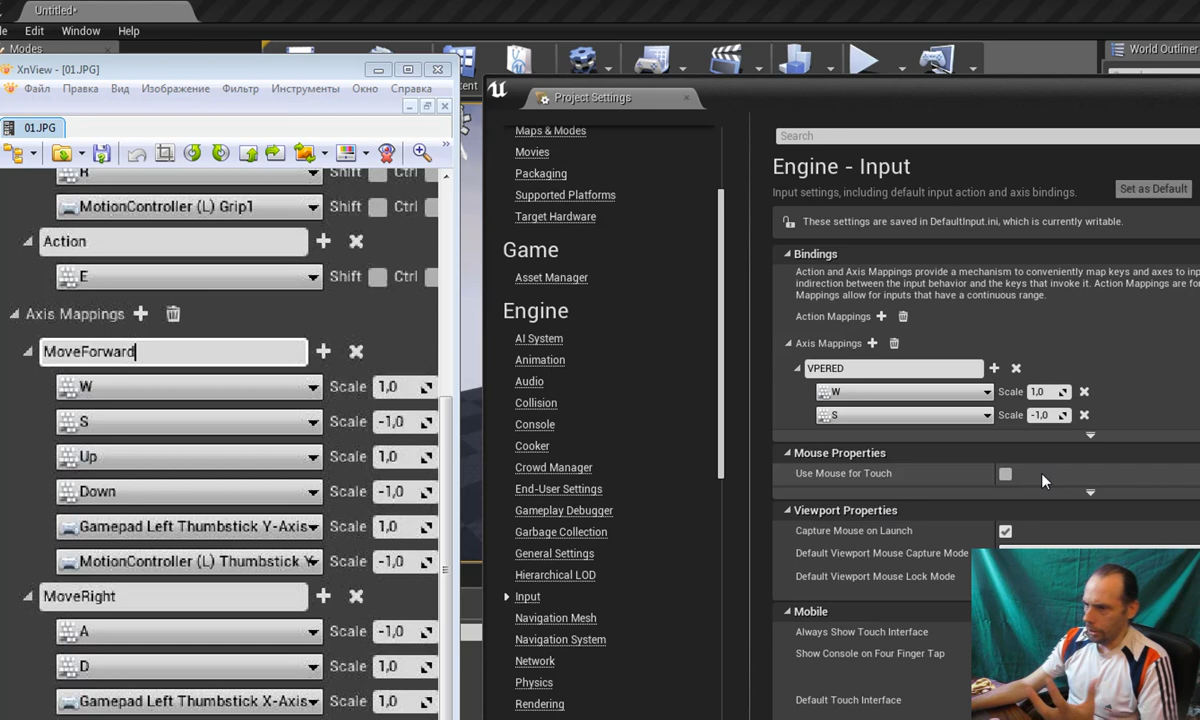 Untitled*
Edit Window Help
Modes
World Outliner
XnView - [01.JPG]
Файл Правка Вид Изображение Фильтр Инструменты Окно Справка
01.JPG
R Shift Ctrl
MotionController (L) Grip1 Shift Ctrl
Action
E Shift Ctrl
Axis Mappings
MoveForward
W Scale 1,0
S Scale -1,0
Up Scale 1,0
Down Scale -1,0
Gamepad Left Thumbstick Y-Axis Scale 1,0
MotionController (L) Thumbstick Y Scale -1,0
MoveRight
A Scale -1,0
D Scale 1,0
Gamepad Left Thumbstick X-Axis Scale 1,0
Project Settings
Maps & Modes
Movies
Packaging
Supported Platforms
Target Hardware
Game
Asset Manager
Engine
AI System
Animation
Audio
Collision
Console
Cooker
Crowd Manager
End-User Settings
Gameplay Debugger
Garbage Collection
General Settings
Hierarchical LOD
Input
Navigation Mesh
Navigation System
Network
Physics
Rendering
Search
Engine - Input
Input settings, including default input action and axis bindings.
Set as Default
These settings are saved in DefaultInput.ini, which is currently writable.
Bindings
Action and Axis Mappings provide a mechanism to conveniently map keys and axes to
indirection between the input behavior and the keys that invoke it. Action Mappings are
Mappings allow for inputs that have a continuous range.
Action Mappings
Axis Mappings
VPERED
W Scale 1,0
S Scale -1,0
Mouse Properties
Use Mouse for Touch
Viewport Properties
Capture Mouse on Launch
Default Viewport Mouse Capture Mode
Default Viewport Mouse Lock Mode
Mobile
Always Show Touch Interface
Show Console on Four Finger Tap
Default Touch Interface